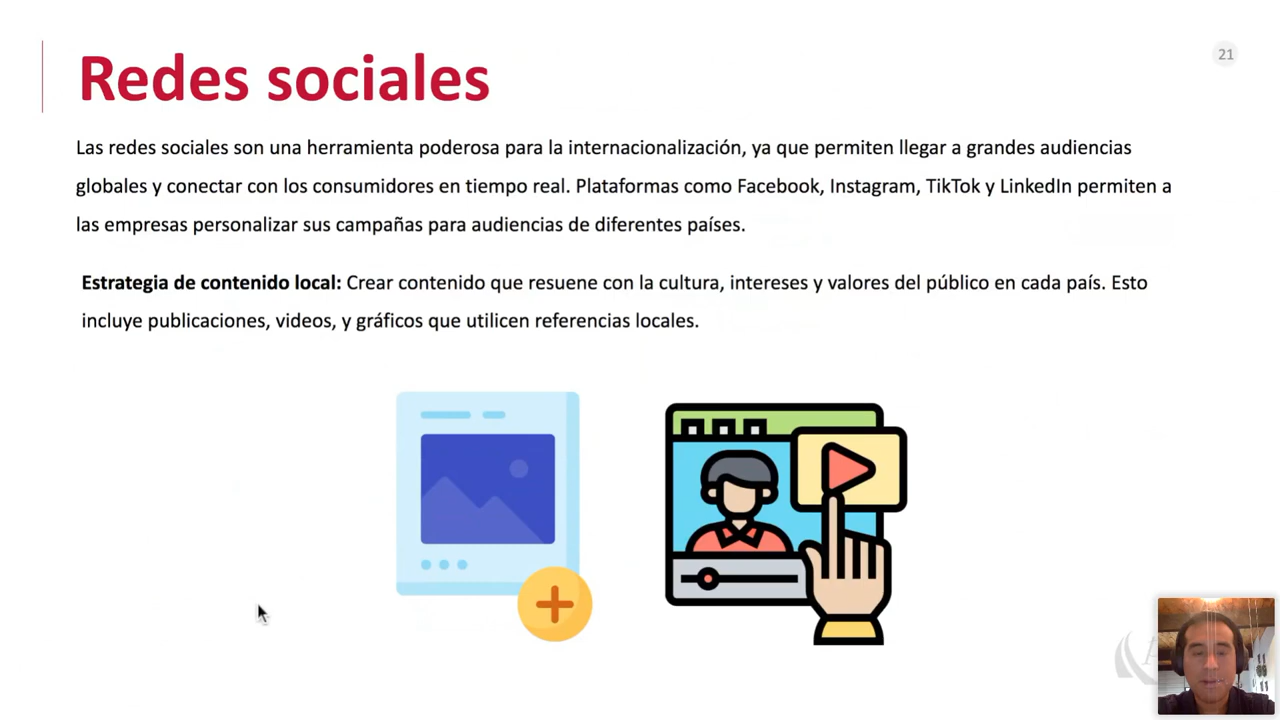 Redes sociales
21
Las redes sociales son una herramienta poderosa para la internacionalización, ya que permiten llegar a grandes audiencias
globales y conectar con los consumidores en tiempo real. Plataformas como Facebook, Instagram, TikTok y LinkedIn permiten a
las empresas personalizar sus campañas para audiencias de diferentes países.
Estrategia de contenido local: Crear contenido que resuene con la cultura, intereses y valores del público en cada país. Esto
incluye publicaciones, videos, y gráficos que utilicen referencias locales.